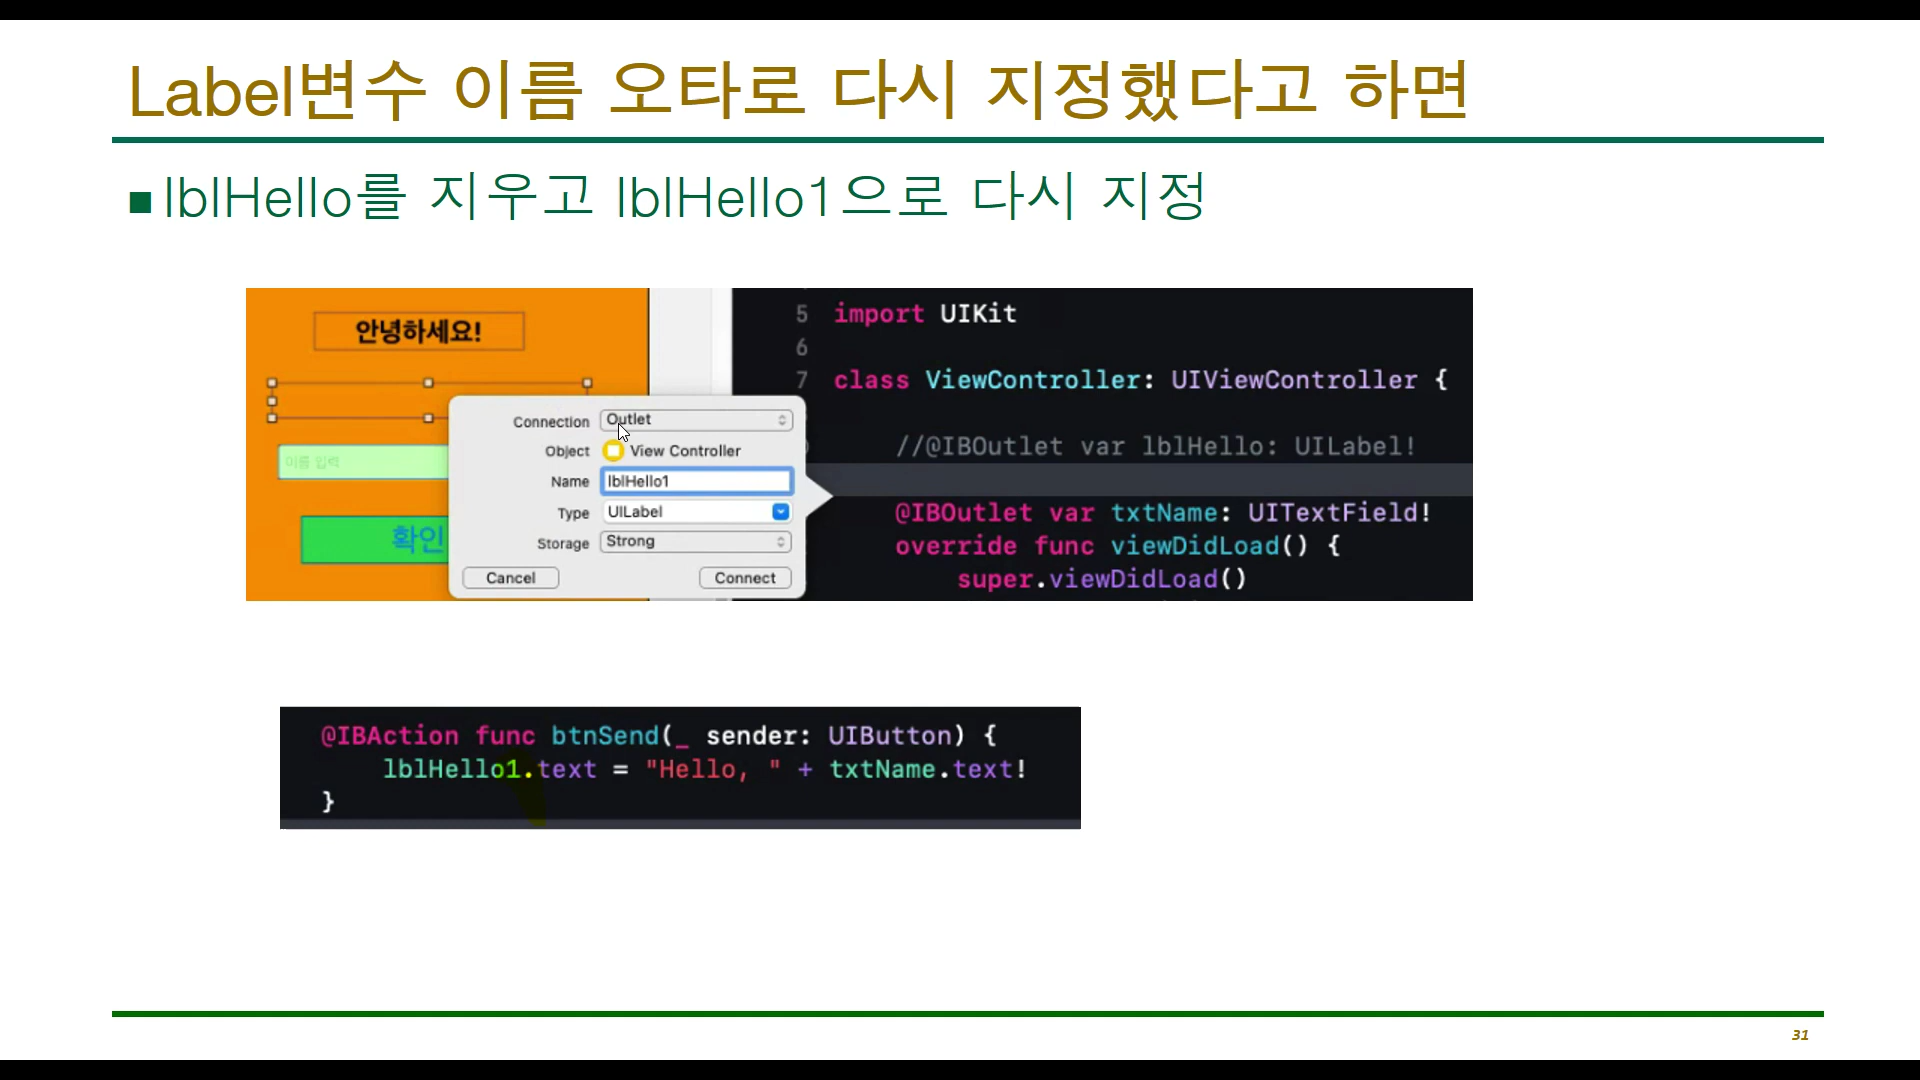 Label변수 이름 오타로 다시 지정했다고 하면
■lblHello를 지우고 lblHello1으로 다시 지정
안녕하세요!
이름 입력
확인
Connection Outlet
Object View Controller
Name lblHello1
Type UILabel
Storage Strong
Cancel Connect
5 import UIKit
6
7 class ViewController: UIViewController {
//@IBOutlet var lblHello: UILabel!
@IBOutlet var txtName: UITextField!
override func viewDidLoad() {
super.viewDidLoad()
@IBAction func btnSend(_ sender: UIButton) {
lblHello1.text = "Hello, " + txtName.text!
}
31